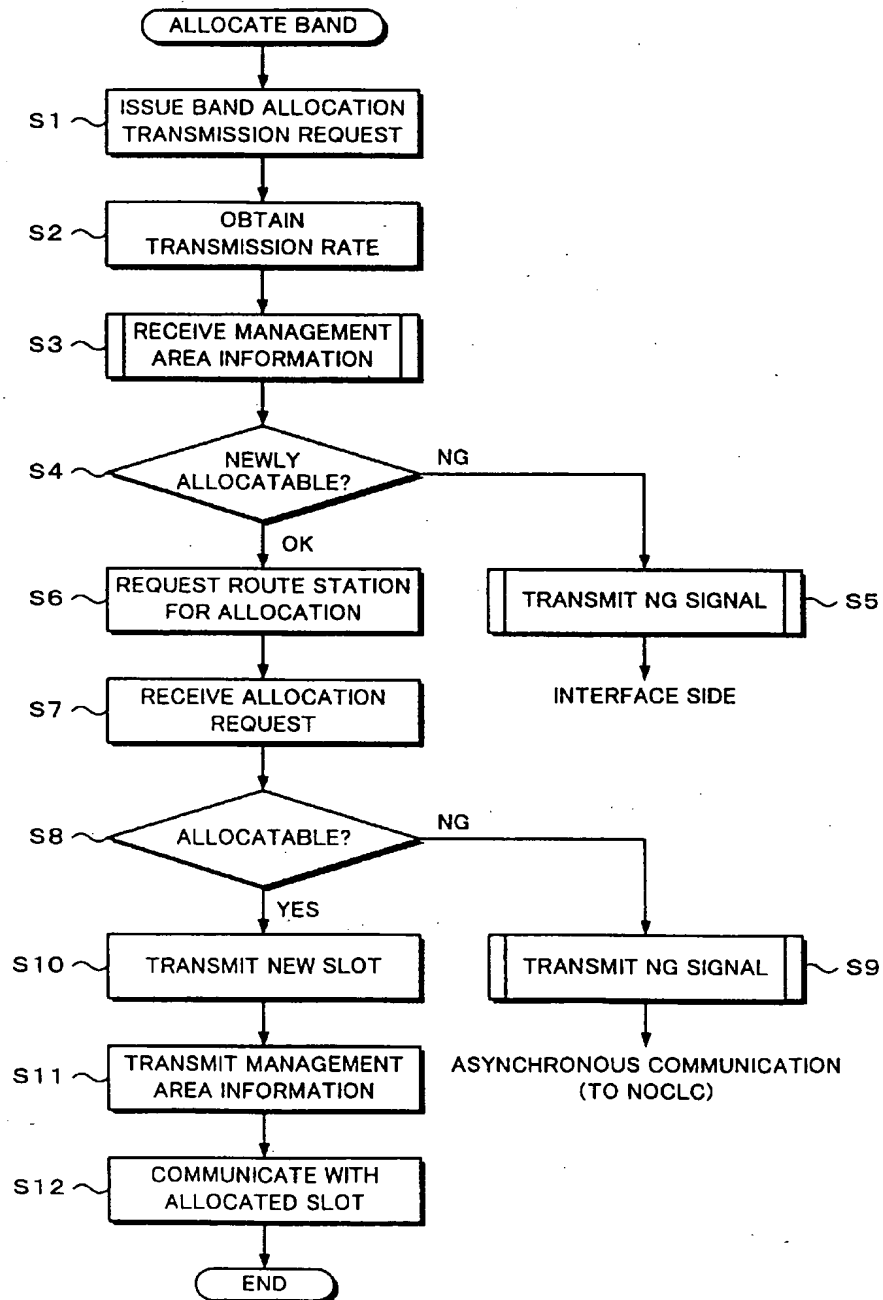 ALLOCATE BAND
S1
ISSUE BAND ALLOCATION
TRANSMISSION REQUEST
S2
OBTAIN
TRANSMISSION RATE
S3
RECEIVE MANAGEMENT
AREA INFORMATION
S4
NEWLY
ALLOCATABLE?
NG
OK
S6
REQUEST ROUTE STATION
FOR ALLOCATION
TRANSMIT NG SIGNAL
S5
INTERFACE SIDE
S7
RECEIVE ALLOCATION
REQUEST
S8
ALLOCATABLE?
NG
YES
S10
TRANSMIT NEW SLOT
TRANSMIT NG SIGNAL
S9
ASYNCHRONOUS COMMUNICATION
(TO NOCLC)
S11
TRANSMIT MANAGEMENT
AREA INFORMATION
S12
COMMUNICATE WITH
ALLOCATED SLOT
END